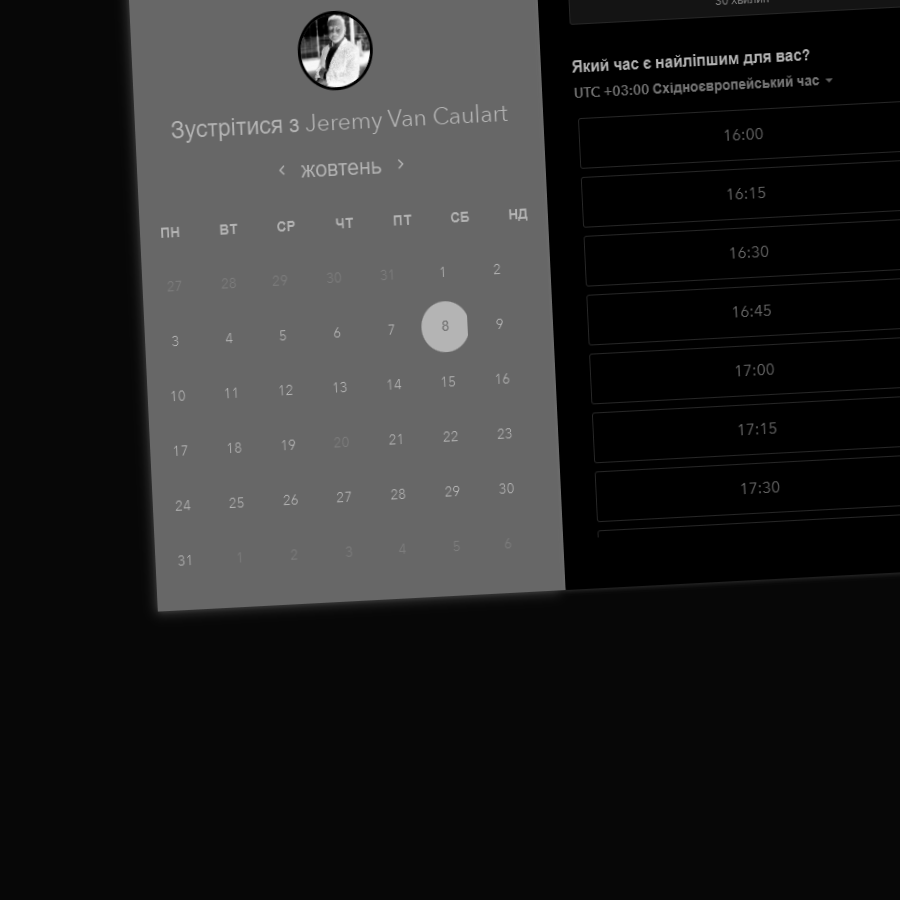 Зустрітися з Jeremy Van Caulart
жовтень
ПН ВТ СР ЧТ ПТ СБ НД
27 28 29 30 31 1 2
3 4 5 6 7 8 9
10 11 12 13 14 15 16
17 18 19 20 21 22 23
24 25 26 27 28 29 30
31 1 2 3 4 5 6
30 хвилин
Який час є найліпшим для вас?
UTC +03:00 Східноєвропейський час
16:00
16:15
16:30
16:45
17:00
17:15
17:30